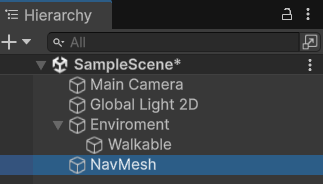 Hierarchy
All
SampleScene*
Main Camera
Global Light 2D
Enviroment
Walkable
NavMesh